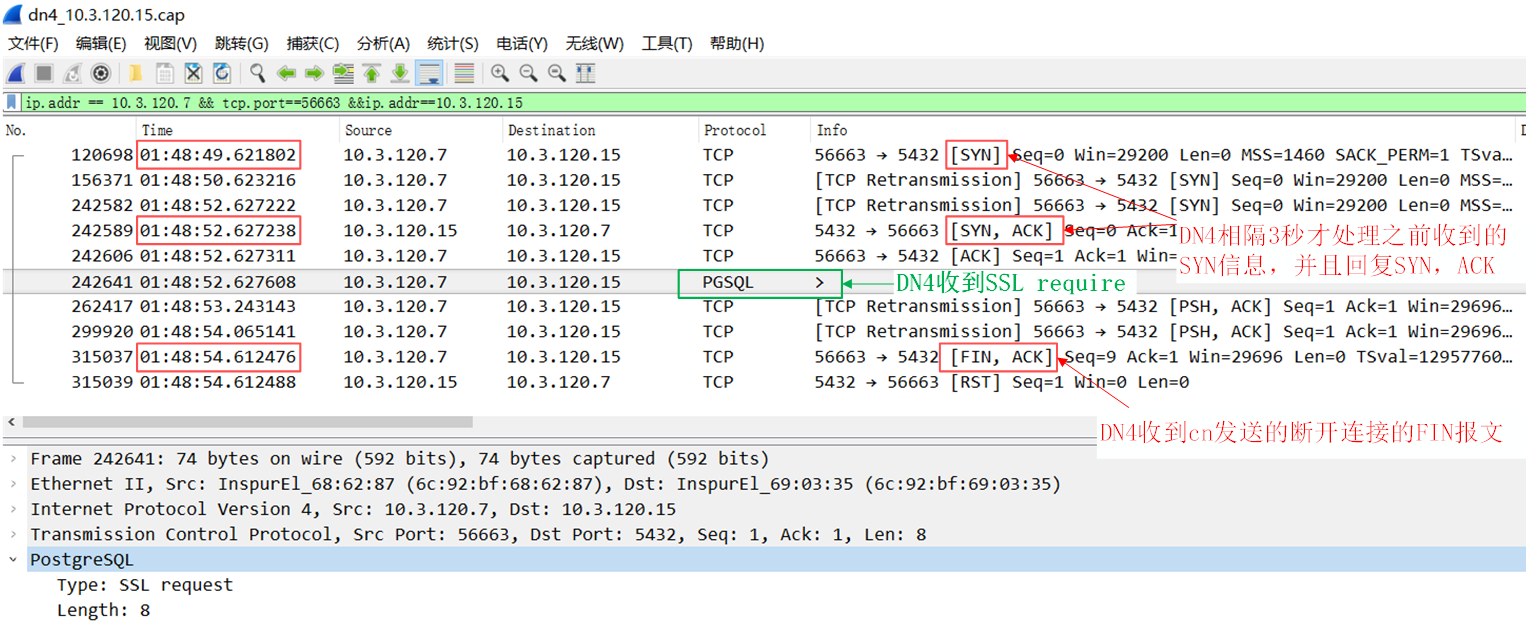 dn4_10.3.120.15.cap
文件(F) 编辑(E) 视图(V) 跳转(G) 捕获(C) 分析(A) 统计(S) 电话(Y) 无线(W) 工具(T) 帮助(H)
ip.addr == 10.3.120.7 && tcp.port==56663 &&ip.addr==10.3.120.15
No. Time Source Destination Protocol Info
120698 01:48:49.621802 10.3.120.7 10.3.120.15 TCP 56663 → 5432 [SYN] Seq=0 Win=29200 Len=0 MSS=1460 SACK_PERM=1 TSva…
156371 01:48:50.623216 10.3.120.7 10.3.120.15 TCP [TCP Retransmission] 56663 → 5432 [SYN] Seq=0 Win=29200 Len=0 MSS=…
242582 01:48:52.627222 10.3.120.7 10.3.120.15 TCP [TCP Retransmission] 56663 → 5432 [SYN] Seq=0 Win=29200 Len=0 MSS=…
242589 01:48:52.627238 10.3.120.15 10.3.120.7 TCP 5432 → 56663 [SYN, ACK] Seq=0 Ack=1
242606 01:48:52.627311 10.3.120.7 10.3.120.15 TCP 56663 → 5432 [ACK] Seq=1 Ack=1 Win=
DN4相隔3秒才处理之前收到的
SYN信息，并且回复SYN，ACK
242641 01:48:52.627608 10.3.120.7 10.3.120.15 PGSQL >
DN4收到SSL require
262417 01:48:53.243143 10.3.120.7 10.3.120.15 TCP [TCP Retransmission] 56663 → 5432 [PSH, ACK] Seq=1 Ack=1 Win=29696…
299920 01:48:54.065141 10.3.120.7 10.3.120.15 TCP [TCP Retransmission] 56663 → 5432 [PSH, ACK] Seq=1 Ack=1 Win=29696…
315037 01:48:54.612476 10.3.120.7 10.3.120.15 TCP 56663 → 5432 [FIN, ACK] Seq=9 Ack=1 Win=29696 Len=0 TSval=12957760…
315039 01:48:54.612488 10.3.120.15 10.3.120.7 TCP 5432 → 56663 [RST] Seq=1 Win=0 Len=0
DN4收到cn发送的断开连接的FIN报文
Frame 242641: 74 bytes on wire (592 bits), 74 bytes captured (592 bits)
Ethernet II, Src: InspurEl_68:62:87 (6c:92:bf:68:62:87), Dst: InspurEl_69:03:35 (6c:92:bf:69:03:35)
Internet Protocol Version 4, Src: 10.3.120.7, Dst: 10.3.120.15
Transmission Control Protocol, Src Port: 56663, Dst Port: 5432, Seq: 1, Ack: 1, Len: 8
PostgreSQL
Type: SSL request
Length: 8